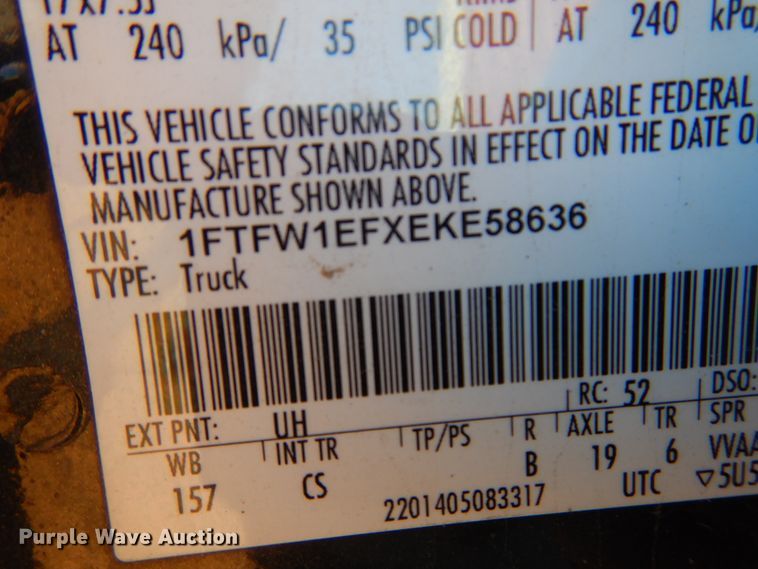 AT 240 kPa/ 35 PSI COLD AT 240 kPa/
THIS VEHICLE CONFORMS TO ALL APPLICABLE FEDERAL
VEHICLE SAFETY STANDARDS IN EFFECT ON THE DATE
MANUFACTURE SHOWN ABOVE.
VIN: 1FTFW1EFXEKE58636
TYPE: Truck
RC: 52 DSO:
EXT PNT: UH
WB INT TR TP/PS R AXLE TR SPR
157 CS B 19 6 VVAA
2201405083317 UTC ▽5U5
Purple Wave Auction